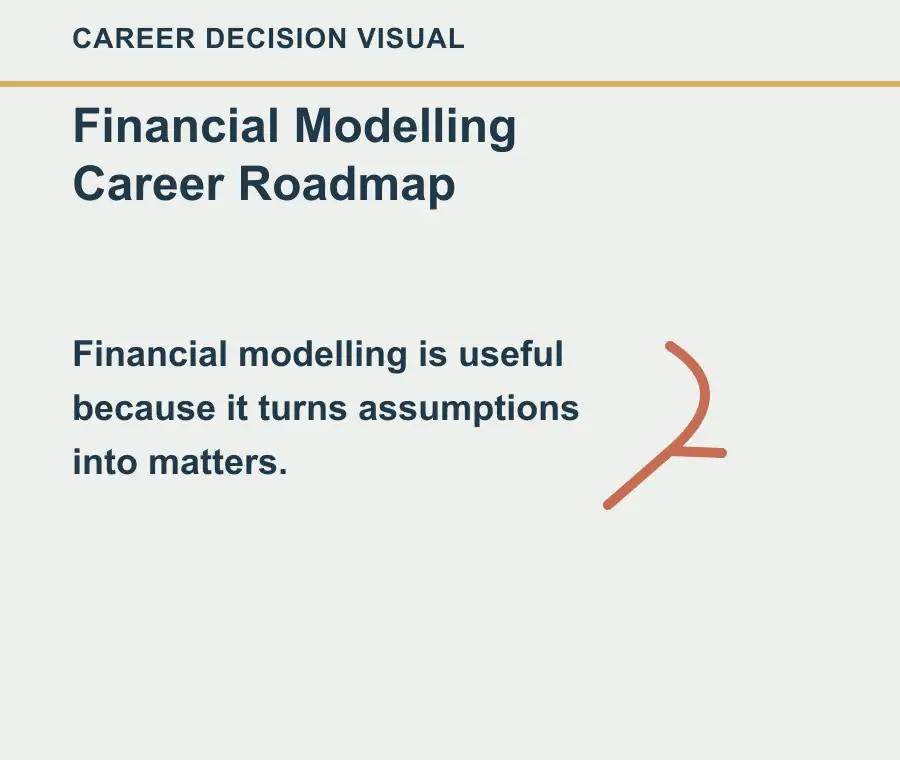 CAREER DECISION VISUAL
Financial Modelling
Career Roadmap
Financial modelling is useful
because it turns assumptions
into matters.